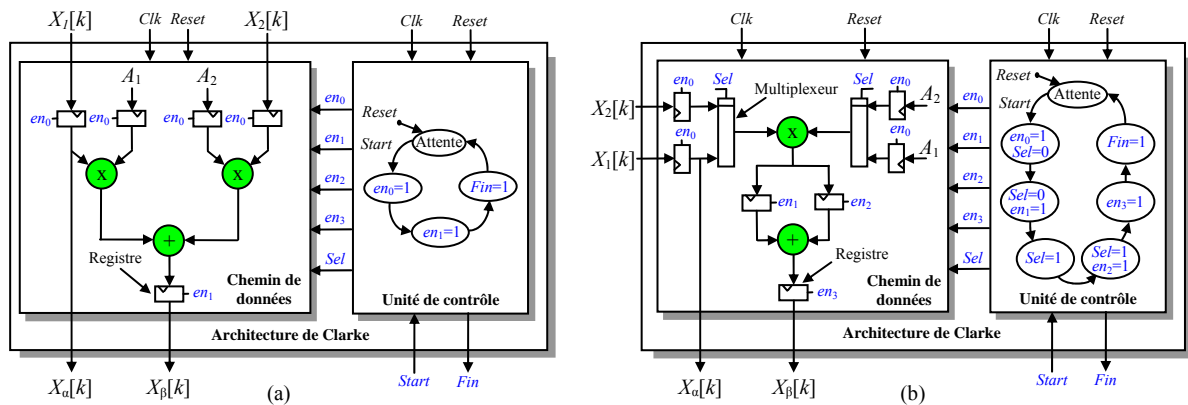 X₁[k] Clk Reset X₂[k] Clk Reset
A₁ A₂
en₀ en₀ en₀ en₀
x x
+
Registre
en₁
Chemin de données
en₀
en₁
en₂
en₃
Sel
Reset
Start
Attente
en₀=1
Fin=1
en₁=1
Unité de contrôle
Architecture de Clarke
Xα[k] Xβ[k] (a) Start Fin
Clk Reset Clk Reset
en₀ Sel Multiplexeur Sel en₀
X₂[k] A₂
en₀ x en₀
X₁[k] A₁
en₁ en₂
+
Registre
en₃
Chemin de données
en₀
en₁
en₂
en₃
Sel
Reset
Start
Attente
en₀=1
Sel=0
Fin=1
Sel=0
en₁=1
en₃=1
Sel=1
Sel=1
en₂=1
Unité de contrôle
Architecture de Clarke
Xα[k] Xβ[k] (b) Start Fin